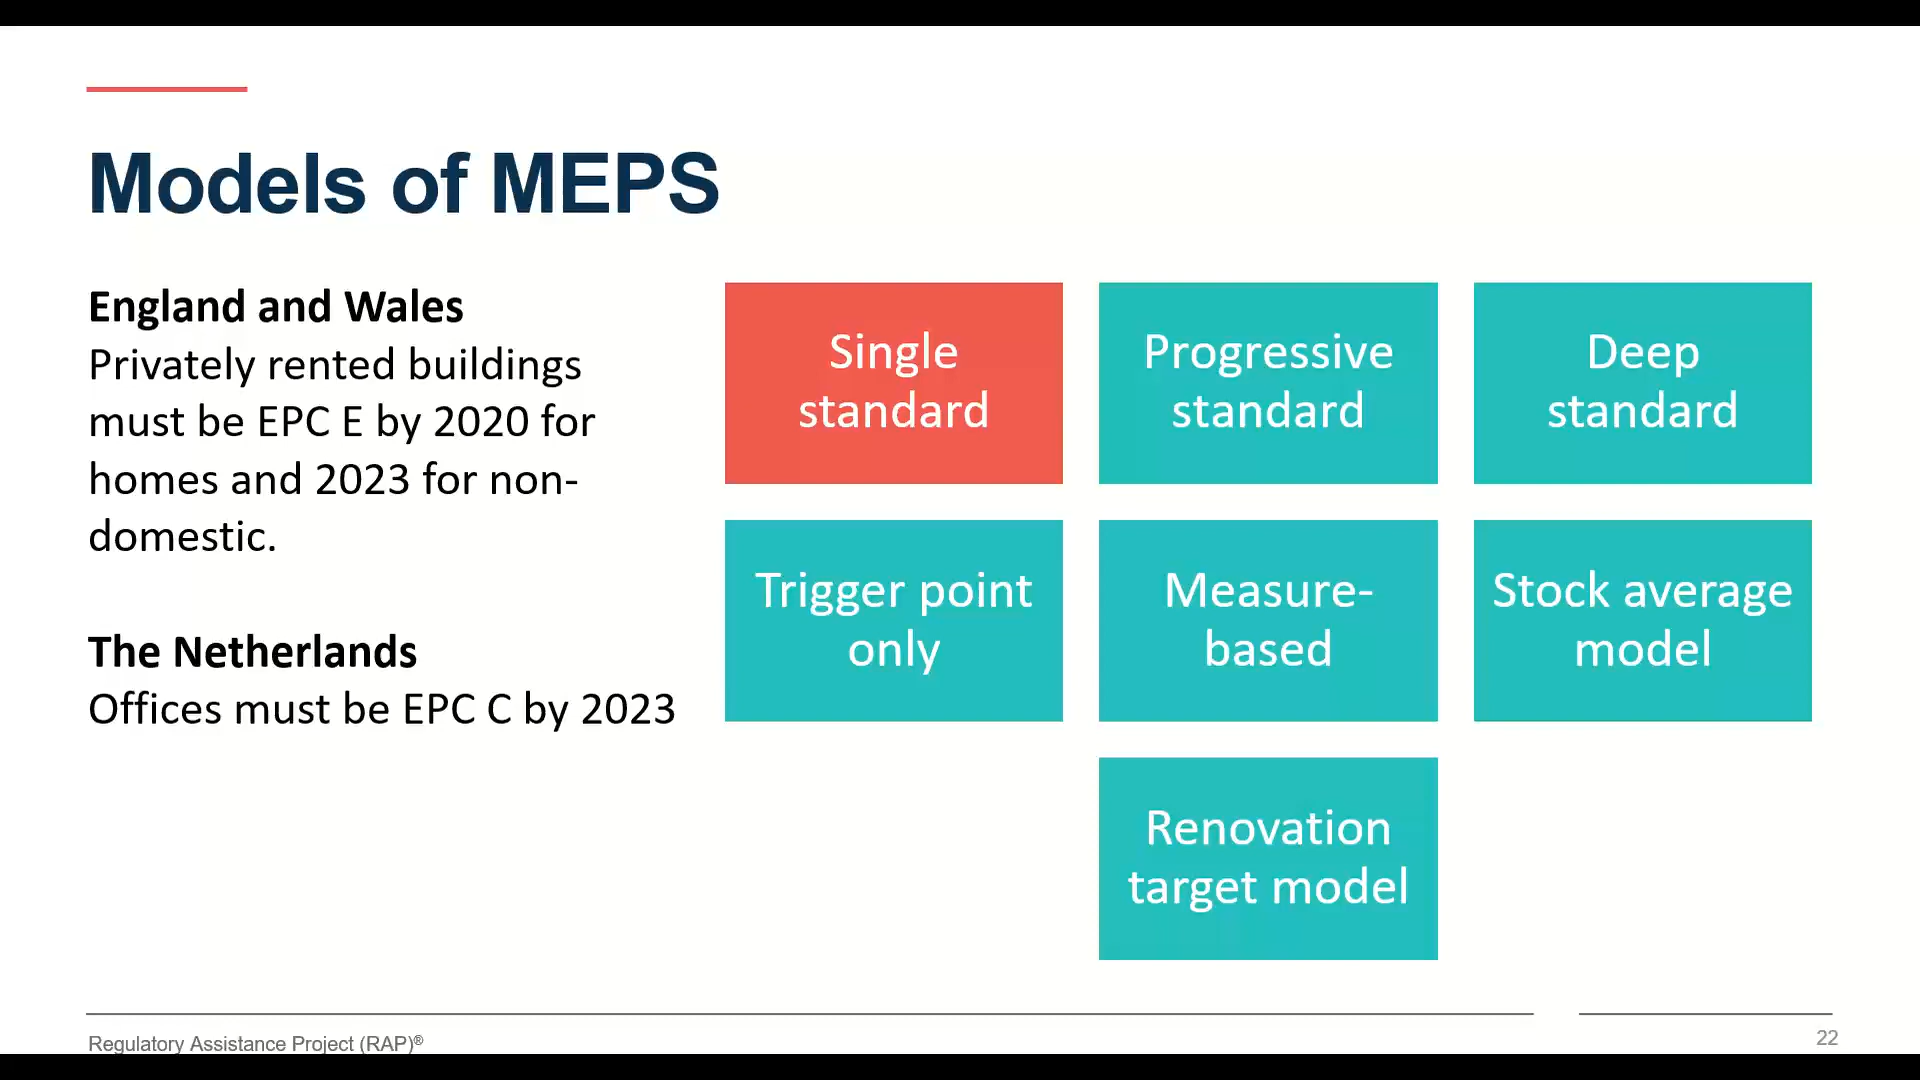 Models of MEPS
England and Wales
Privately rented buildings
must be EPC E by 2020 for
homes and 2023 for non-
domestic.
The Netherlands
Offices must be EPC C by 2023
Single
standard
Progressive
standard
Deep
standard
Trigger point
only
Measure-
based
Stock average
model
Renovation
target model
Regulatory Assistance Project (RAP)®
22